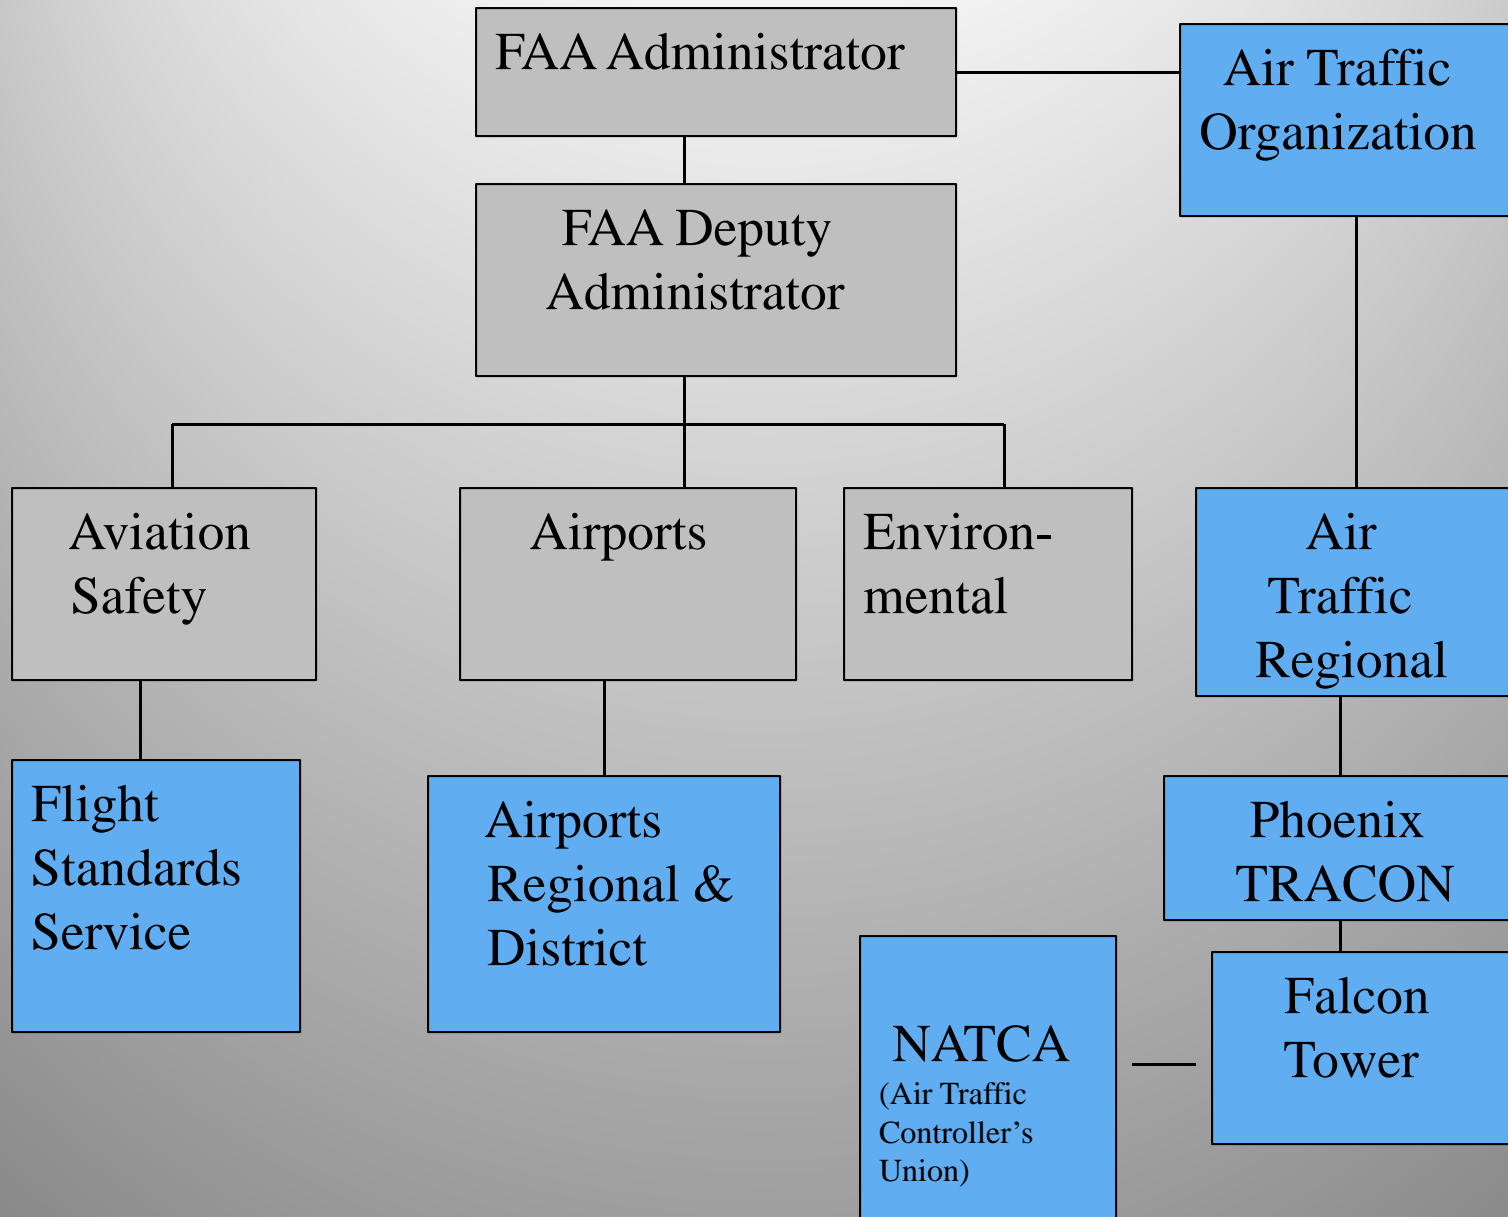 FAA Administrator
Air Traffic
Organization
FAA Deputy
Administrator
Aviation
Safety
Airports
Environ-
mental
Air
Traffic
Regional
Flight
Standards
Service
Airports
Regional &
District
Phoenix
TRACON
NATCA
(Air Traffic
Controller’s
Union)
Falcon
Tower